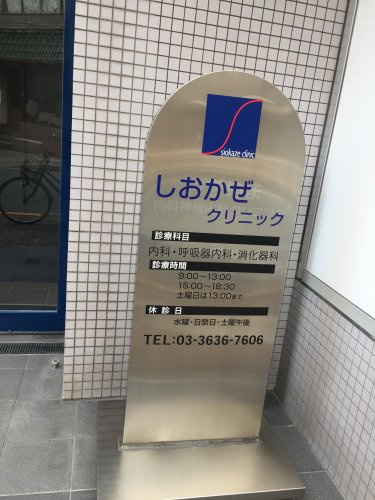 siokaze clinic
しおかぜ
クリニック
診療科目
内科・呼吸器内科・消化器科
診療時間
9:00～13:00
15:00～18:30
土曜日は13:00まで
休診日
水曜・日祭日・土曜午後
TEL:03-3636-7606